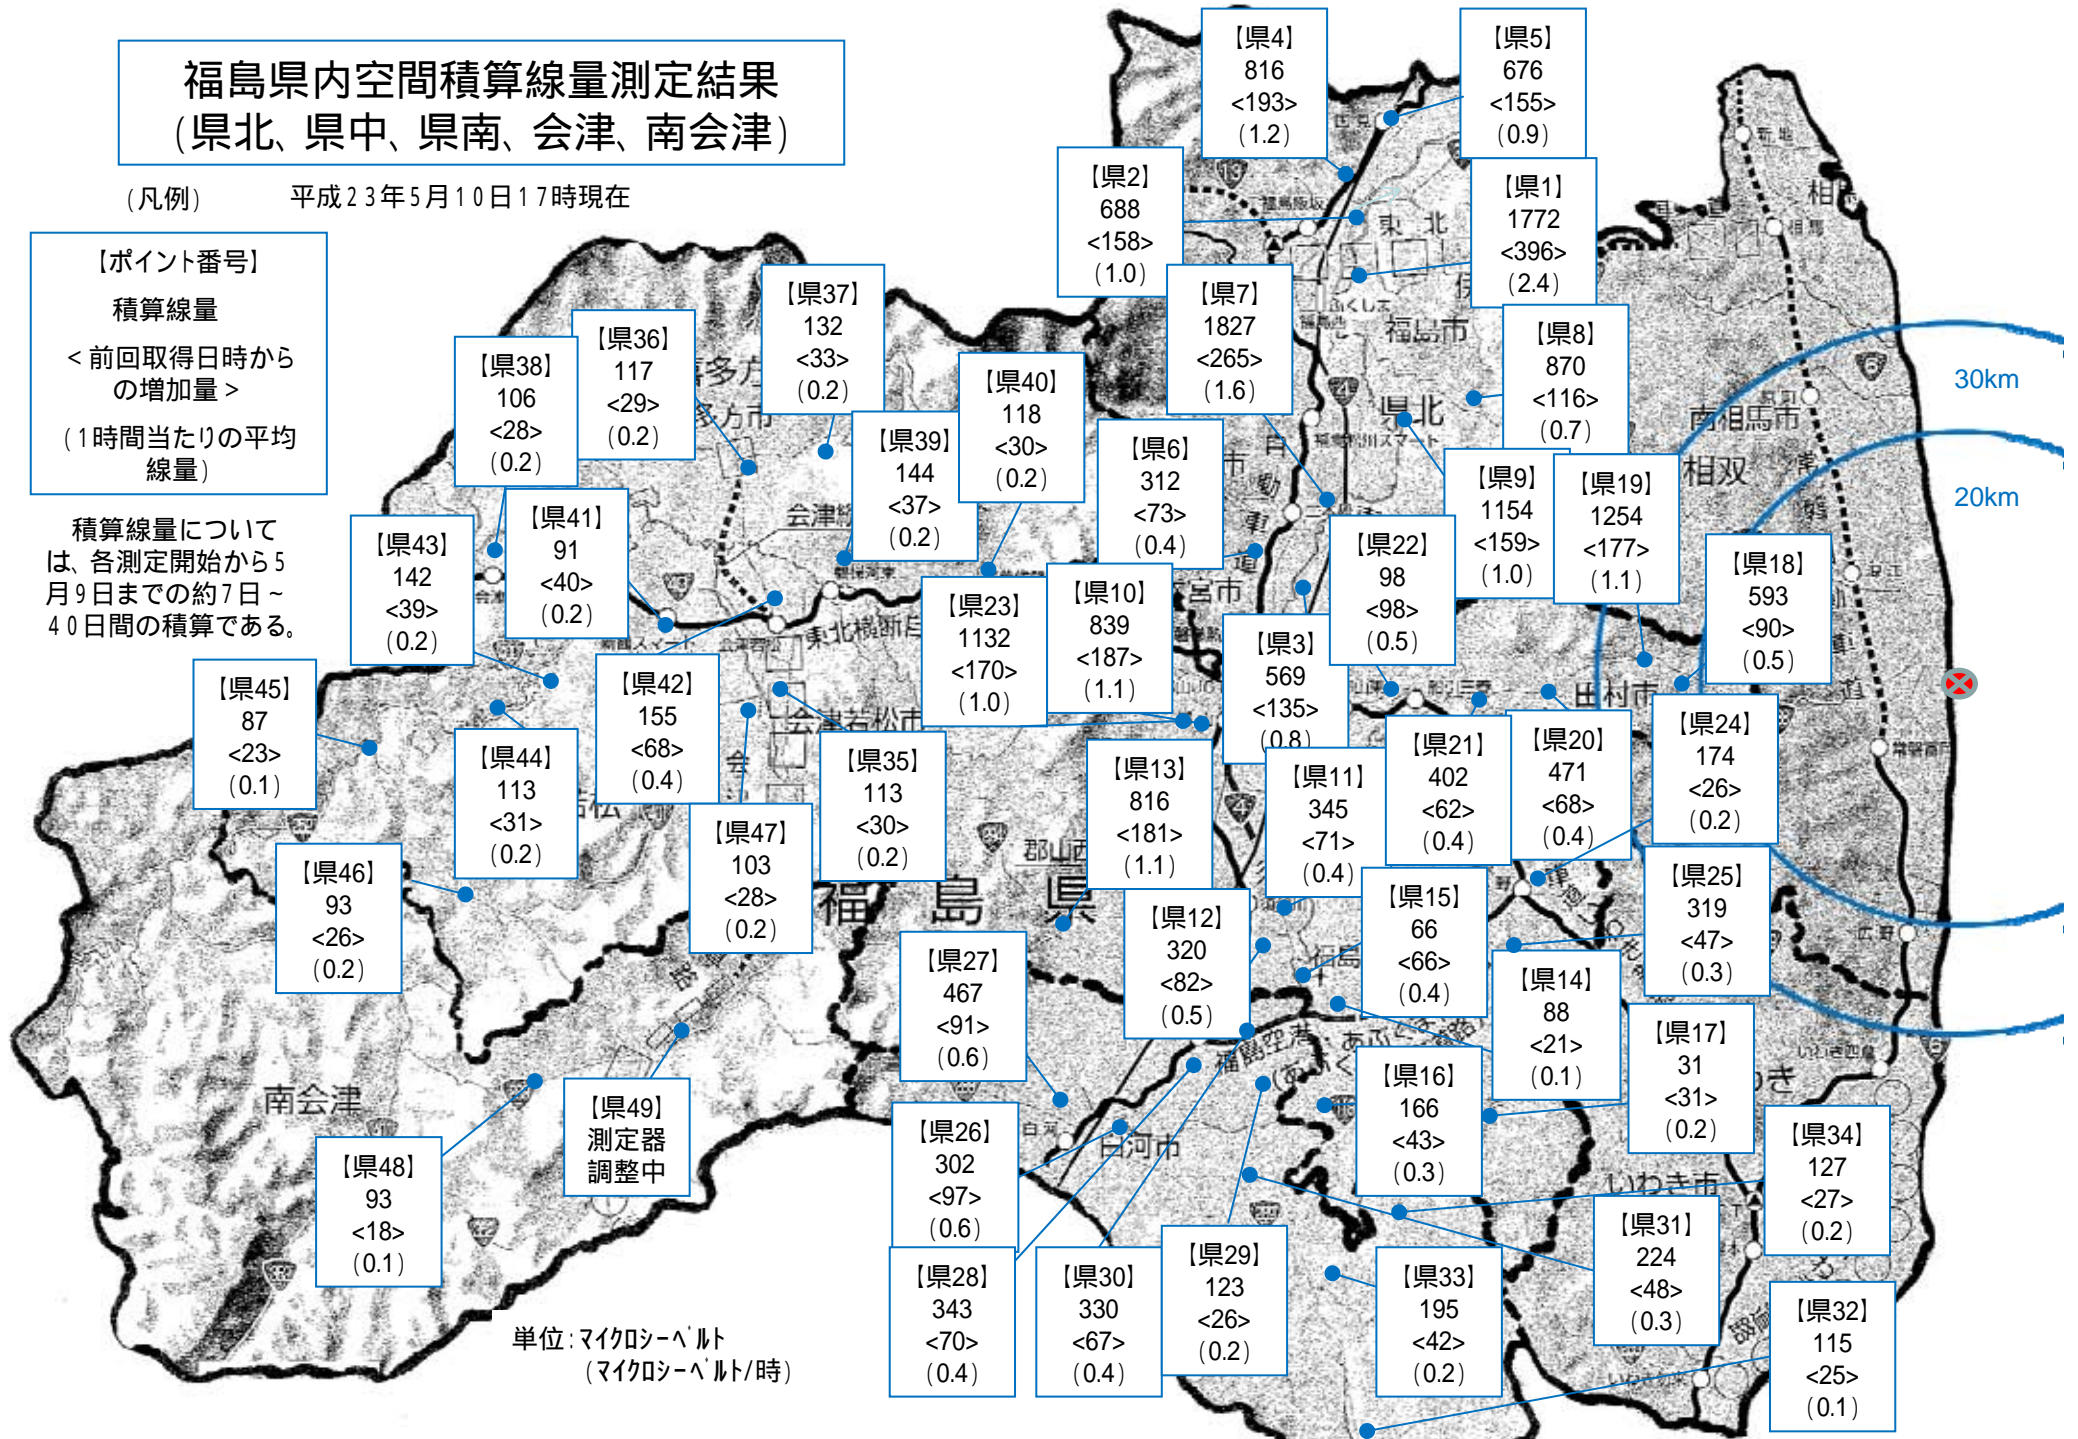 福島県内空間積算線量測定結果
(県北、県中、県南、会津、南会津)
(凡例)
平成23年5月10日17時現在
【ポイント番号】
積算線量
<前回取得日時から
の増加量>
(1時間当たりの平均
線量)
積算線量について
は、各測定開始から5
月9日までの約7日~
40日間の積算である。
【県4】
816
<193>
(1.2)
【県5】
676
<155>
(0.9)
【県2】
688
<158>
(1.0)
【県1】
1772
<396>
(2.4)
【県7】
1827
<265>
(1.6)
【県8】
870
<116>
(0.7)
【県37】
132
<33>
(0.2)
【県36】
117
<29>
(0.2)
【県38】
106
<28>
(0.2)
【県40】
118
<30>
(0.2)
【県39】
144
<37>
(0.2)
【県6】
312
<73>
(0.4)
【県9】
1154
<159>
(1.0)
【県19】
1254
<177>
(1.1)
【県41】
91
<40>
(0.2)
【県43】
142
<39>
(0.2)
【県22】
98
<98>
(0.5)
【県18】
593
<90>
(0.5)
【県23】
1132
<170>
(1.0)
【県10】
839
<187>
(1.1)
【県3】
569
<135>
(0.8)
【県45】
87
<23>
(0.1)
【県42】
155
<68>
(0.4)
【県44】
113
<31>
(0.2)
【県35】
113
<30>
(0.2)
【県13】
816
<181>
(1.1)
【県11】
345
<71>
(0.4)
【県21】
402
<62>
(0.4)
【県20】
471
<68>
(0.4)
【県24】
174
<26>
(0.2)
【県47】
103
<28>
(0.2)
【県46】
93
<26>
(0.2)
【県12】
320
<82>
(0.5)
【県15】
66
<66>
(0.4)
【県25】
319
<47>
(0.3)
【県27】
467
<91>
(0.6)
【県14】
88
<21>
(0.1)
【県17】
31
<31>
(0.2)
【県16】
166
<43>
(0.3)
【県49】
測定器
調整中
【県48】
93
<18>
(0.1)
【県26】
302
<97>
(0.6)
【県34】
127
<27>
(0.2)
【県31】
224
<48>
(0.3)
【県28】
343
<70>
(0.4)
【県30】
330
<67>
(0.4)
【県29】
123
<26>
(0.2)
【県33】
195
<42>
(0.2)
【県32】
115
<25>
(0.1)
30km
20km
福島市
県北
南相馬市
相双
田村市
会津若松市
福島県
南会津
白河市
福島空港
いわき市
単位:マイクロシーベルト
(マイクロシーベルト/時)